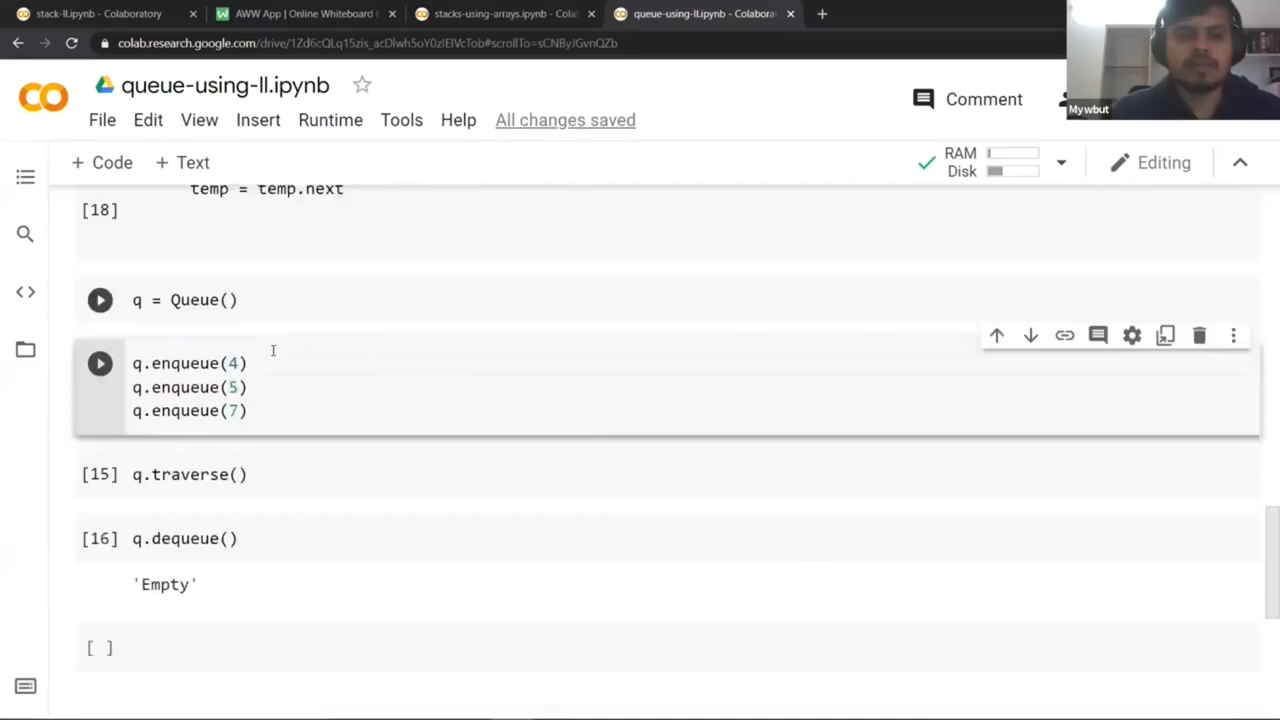 stack-ll.ipynb - Colaboratory
AWW App | Online Whiteboard
stacks-using-arrays.ipynb - Cola
queue-using-ll.ipynb - Colabora
colab.research.google.com/drive/1Zd6cQLq15zis_acDlwh5oY0zIEIVcTob#scrollTo=sCNByJGvnQZb
Mywbut
queue-using-ll.ipynb
Comment
File Edit View Insert Runtime Tools Help All changes saved
+ Code + Text
RAM
Disk
Editing
temp = temp.next
[18]
q = Queue()
q.enqueue(4)
q.enqueue(5)
q.enqueue(7)
[15] q.traverse()
[16] q.dequeue()
'Empty'
[ ]